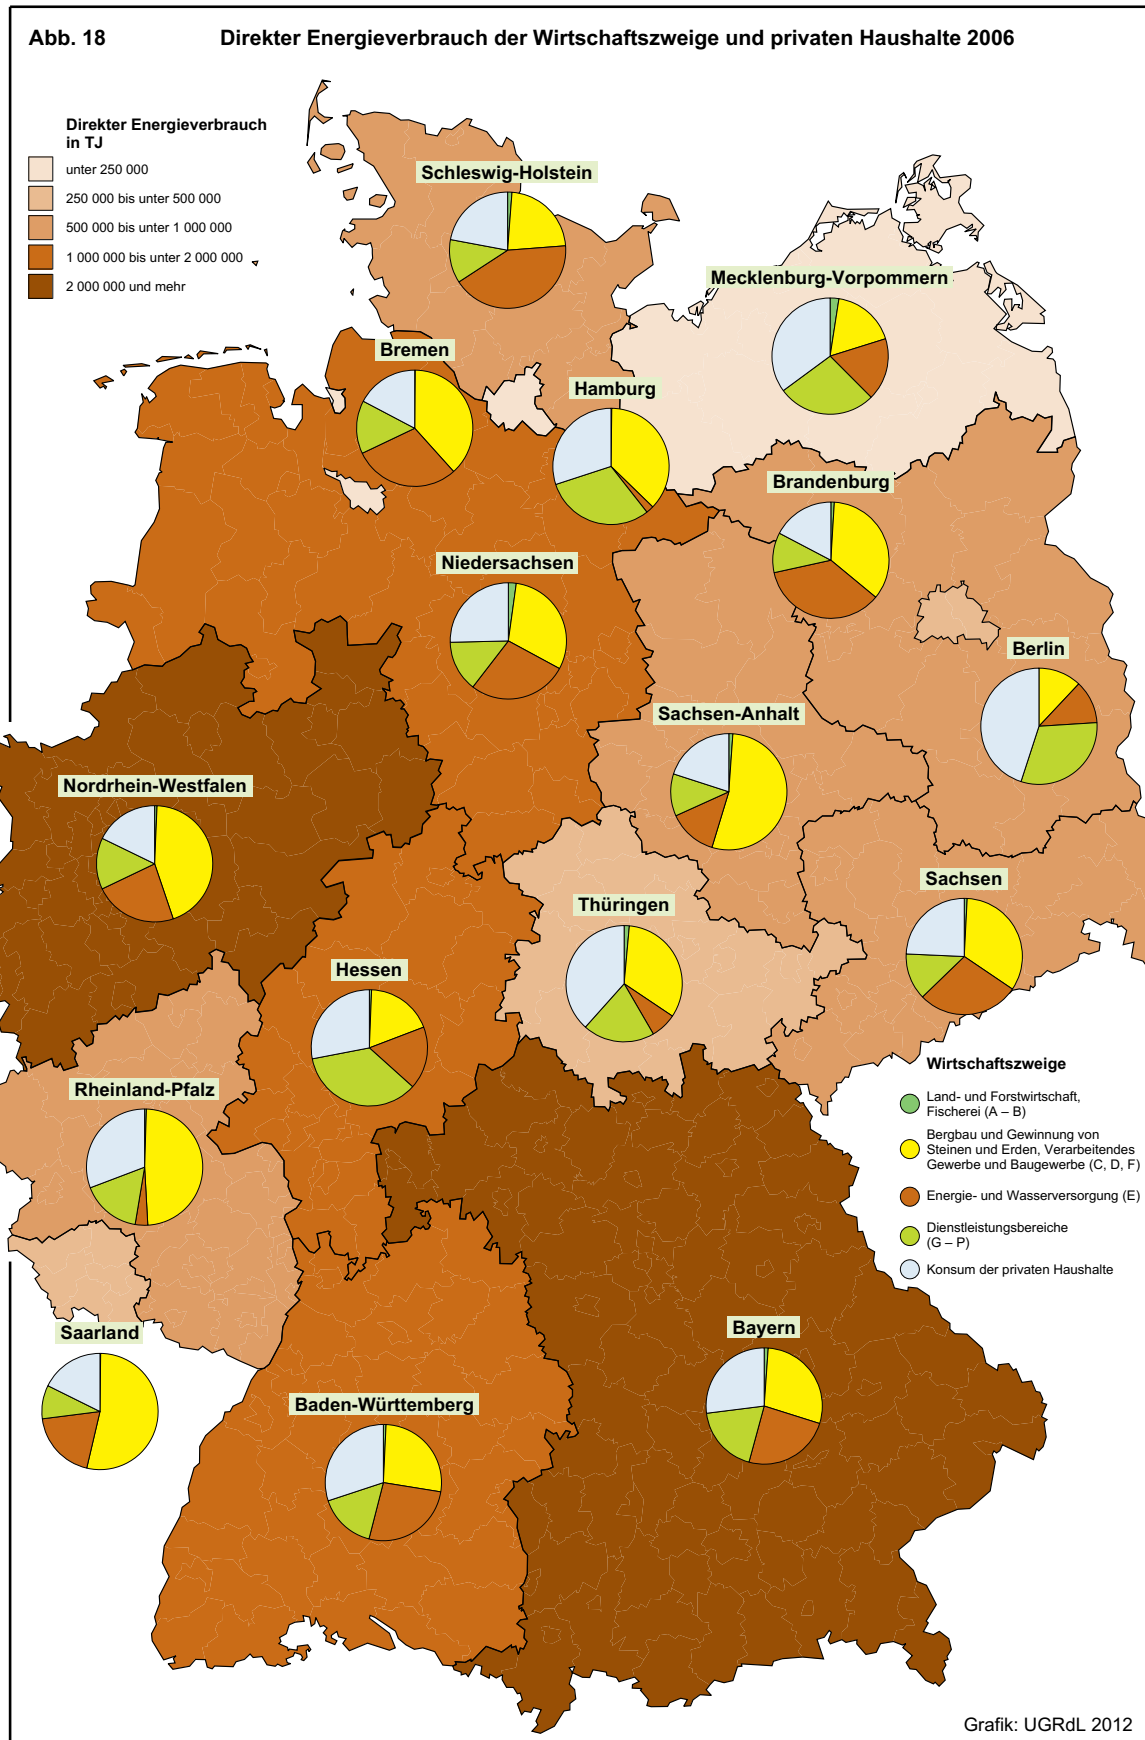 Abb. 18
Direkter Energieverbrauch der Wirtschaftszweige und privaten Haushalte 2006
Direkter Energieverbrauch
in TJ
unter 250 000
250 000 bis unter 500 000
500 000 bis unter 1 000 000
1 000 000 bis unter 2 000 000
2 000 000 und mehr
Schleswig-Holstein
Mecklenburg-Vorpommern
Bremen
Hamburg
Brandenburg
Niedersachsen
Berlin
Sachsen-Anhalt
Nordrhein-Westfalen
Sachsen
Thüringen
Hessen
Rheinland-Pfalz
Wirtschaftszweige
Land- und Forstwirtschaft,
Fischerei (A – B)
Bergbau und Gewinnung von
Steinen und Erden, Verarbeitendes
Gewerbe und Baugewerbe (C, D, F)
Energie- und Wasserversorgung (E)
Dienstleistungsbereiche
(G – P)
Konsum der privaten Haushalte
Saarland
Bayern
Baden-Württemberg
Grafik: UGRdL 2012